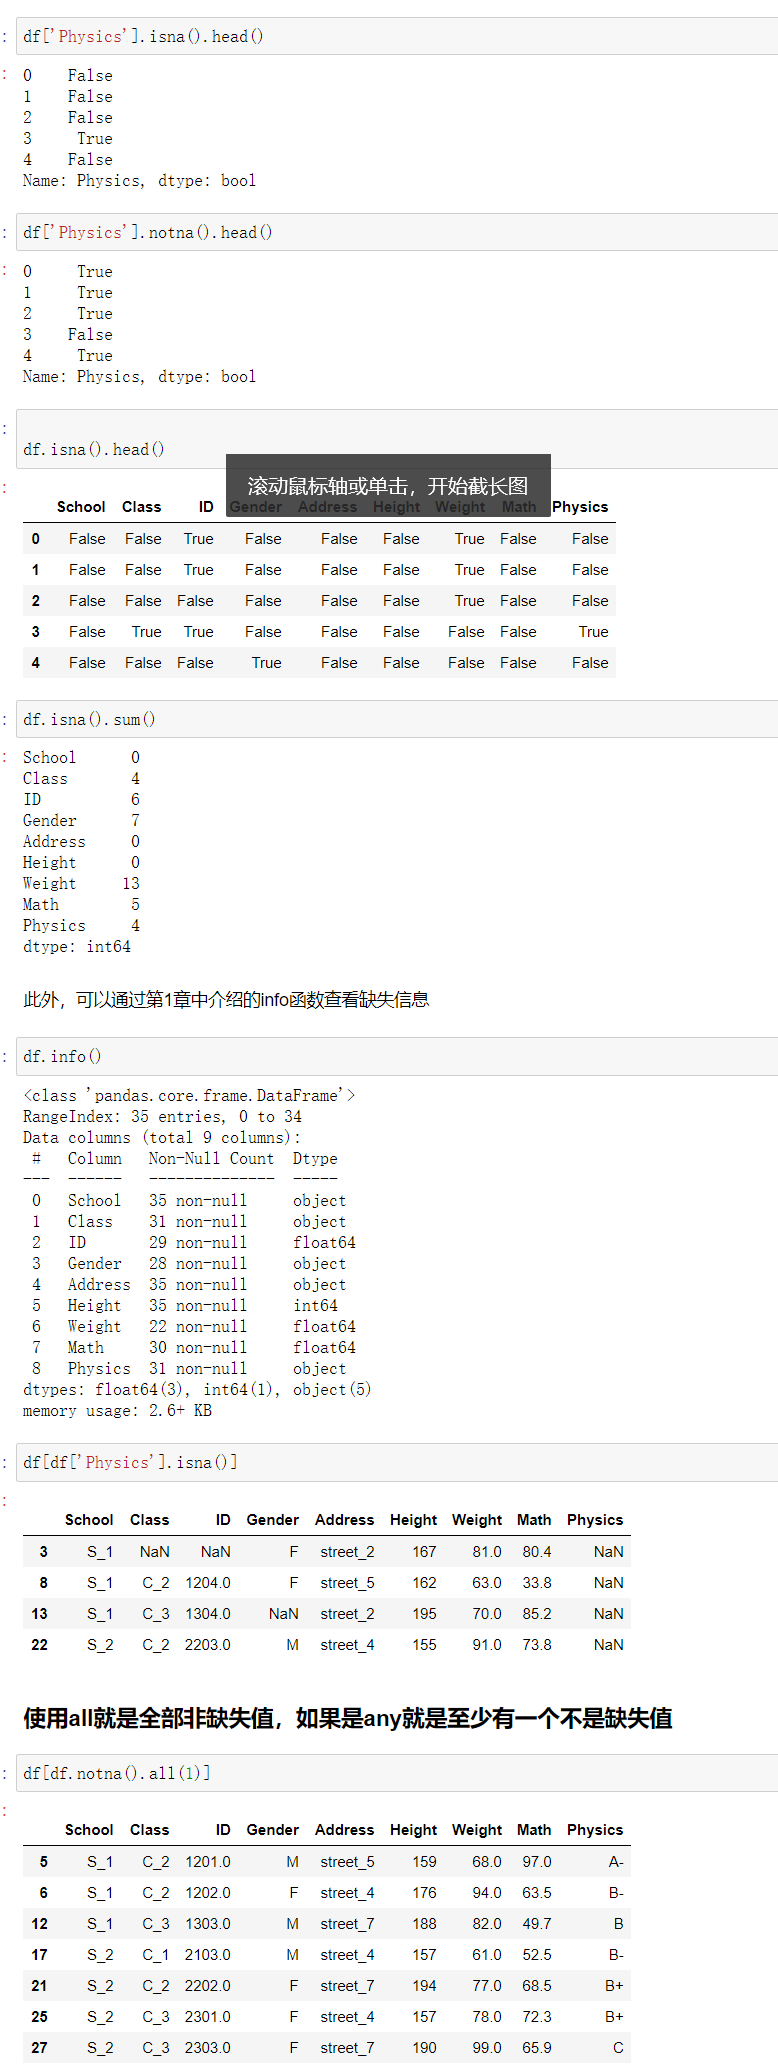 df['Physics'].isna().head()
0 False
1 False
2 False
3 True
4 False
Name: Physics, dtype: bool
df['Physics'].notna().head()
0 True
1 True
2 True
3 False
4 True
Name: Physics, dtype: bool
df.isna().head()
滚动鼠标轴或单击，开始截长图
School Class ID Gender Address Height Weight Math Physics
0 False False True False False False True False False
1 False False True False False False True False False
2 False False False False False False True False False
3 False True True False False False False False True
4 False False False True False False False False False
df.isna().sum()
School 0
Class 4
ID 6
Gender 7
Address 0
Height 0
Weight 13
Math 5
Physics 4
dtype: int64
此外，可以通过第1章中介绍的info函数查看缺失信息
df.info()
<class 'pandas.core.frame.DataFrame'>
RangeIndex: 35 entries, 0 to 34
Data columns (total 9 columns):
# Column Non-Null Count Dtype
--- ------ -------------- -----
0 School 35 non-null object
1 Class 31 non-null object
2 ID 29 non-null float64
3 Gender 28 non-null object
4 Address 35 non-null object
5 Height 35 non-null int64
6 Weight 22 non-null float64
7 Math 30 non-null float64
8 Physics 31 non-null object
dtypes: float64(3), int64(1), object(5)
memory usage: 2.6+ KB
df[df['Physics'].isna()]
School Class ID Gender Address Height Weight Math Physics
3 S_1 NaN NaN F street_2 167 81.0 80.4 NaN
8 S_1 C_2 1204.0 F street_5 162 63.0 33.8 NaN
13 S_1 C_3 1304.0 NaN street_2 195 70.0 85.2 NaN
22 S_2 C_2 2203.0 M street_4 155 91.0 73.8 NaN
使用all就是全部非缺失值，如果是any就是至少有一个不是缺失值
df[df.notna().all(1)]
School Class ID Gender Address Height Weight Math Physics
5 S_1 C_2 1201.0 M street_5 159 68.0 97.0 A-
6 S_1 C_2 1202.0 F street_4 176 94.0 63.5 B-
12 S_1 C_3 1303.0 M street_7 188 82.0 49.7 B
17 S_2 C_1 2103.0 M street_4 157 61.0 52.5 B-
21 S_2 C_2 2202.0 F street_7 194 77.0 68.5 B+
25 S_2 C_3 2301.0 F street_4 157 78.0 72.3 B+
27 S_2 C_3 2303.0 F street_7 190 99.0 65.9 C